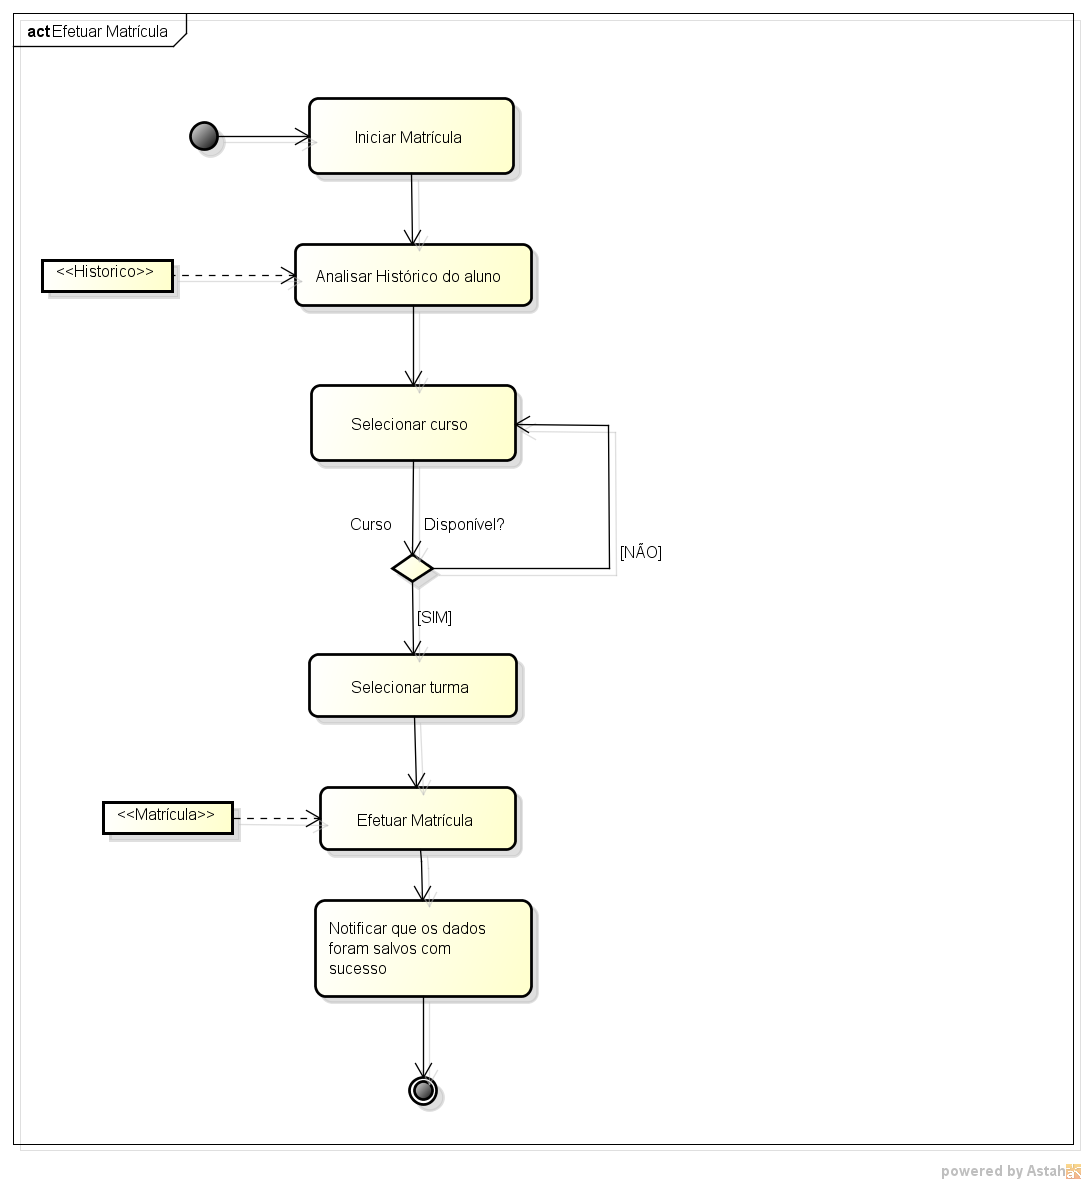 act Efetuar Matrícula
Iniciar Matrícula
<<Historico>>
Analisar Histórico do aluno
Selecionar curso
Curso Disponível?
[NÃO]
[SIM]
Selecionar turma
<<Matrícula>>
Efetuar Matrícula
Notificar que os dados
foram salvos com
sucesso
powered by Astah